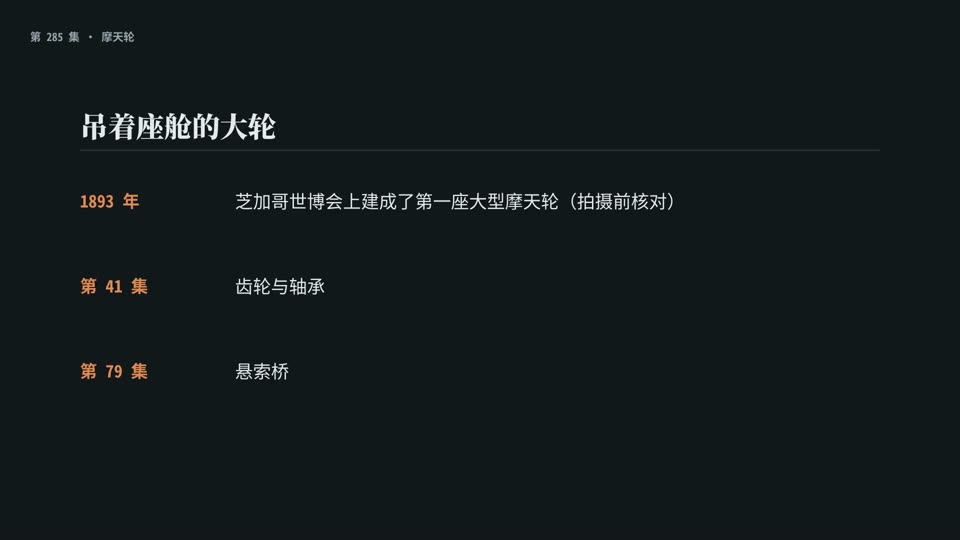 第 285 集 · 摩天轮
吊着座舱的大轮
1893 年 芝加哥世博会上建成了第一座大型摩天轮（拍摄前核对）
第 41 集 齿轮与轴承
第 79 集 悬索桥